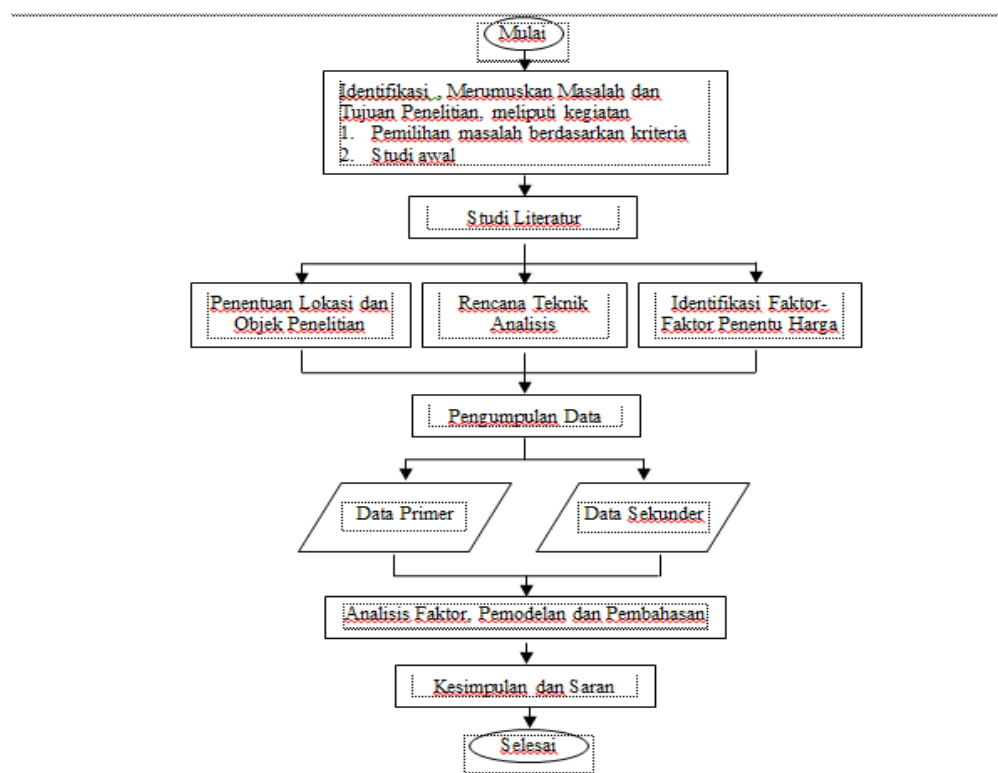 Mulai
Identifikasi , Merumuskan Masalah dan
Tujuan Penelitian, meliputi kegiatan
1. Pemilihan masalah berdasarkan kriteria
2. Studi awal
Studi Literatur
Penentuan Lokasi dan
Objek Penelitian
Rencana Teknik
Analisis
Identifikasi Faktor-
Faktor Penentu Harga
Pengumpulan Data
Data Primer
Data Sekunder
Analisis Faktor, Pemodelan dan Pembahasan
Kesimpulan dan Saran
Selesai